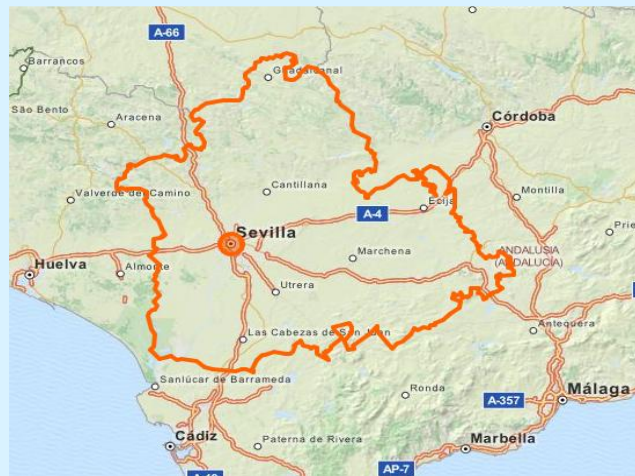 A-66
Barrancos
Guadalcanal
São Bento
Aracena
Córdoba
Cantillana
Valverde del Camino
Montilla
A-4
Ecija
Sevilla
Marchena
ANDALUSIA
(ANDALUCÍA)
Prie
Huelva
Almonte
Utrera
Las Cabezas de San Juan
Antequera
Sanlúcar de Barrameda
Ronda
A-357
Málaga
Cádiz
Paterna de Rivera
Marbella
AP-7